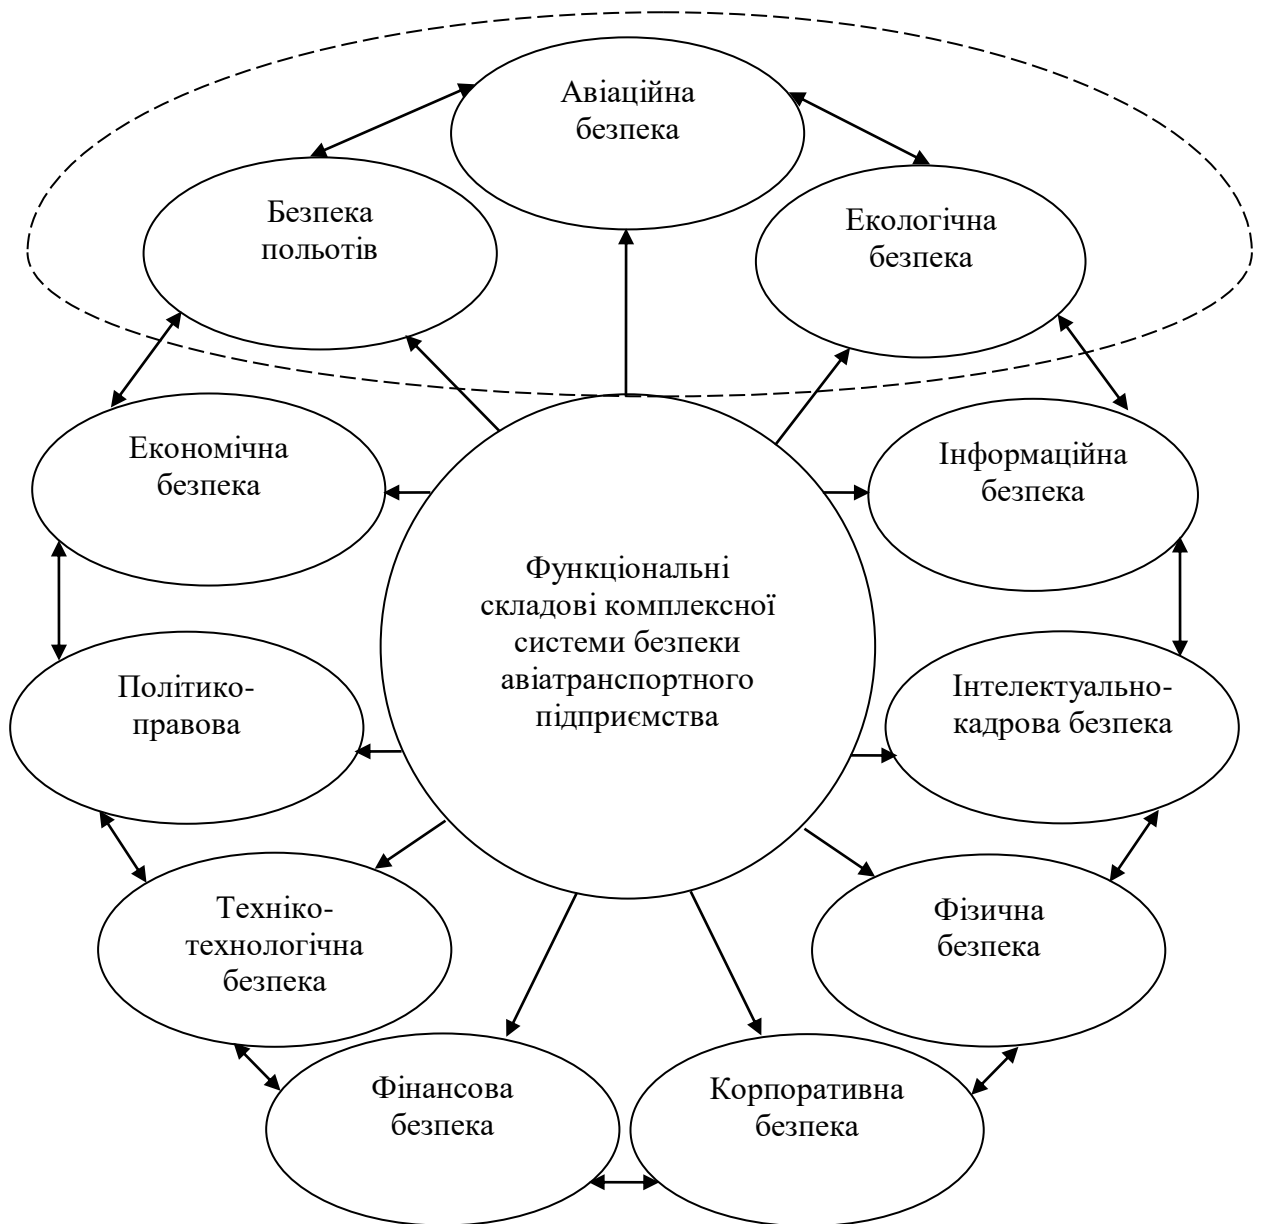 Авіаційна
безпека
Безпека
польотів
Екологічна
безпека
Економічна
безпека
Інформаційна
безпека
Функціональні
складові комплексної
системи безпеки
авіатранспортного
підприємства
Політико-
правова
Інтелектуально-
кадрова безпека
Техніко-
технологічна
безпека
Фізична
безпека
Фінансова
безпека
Корпоративна
безпека